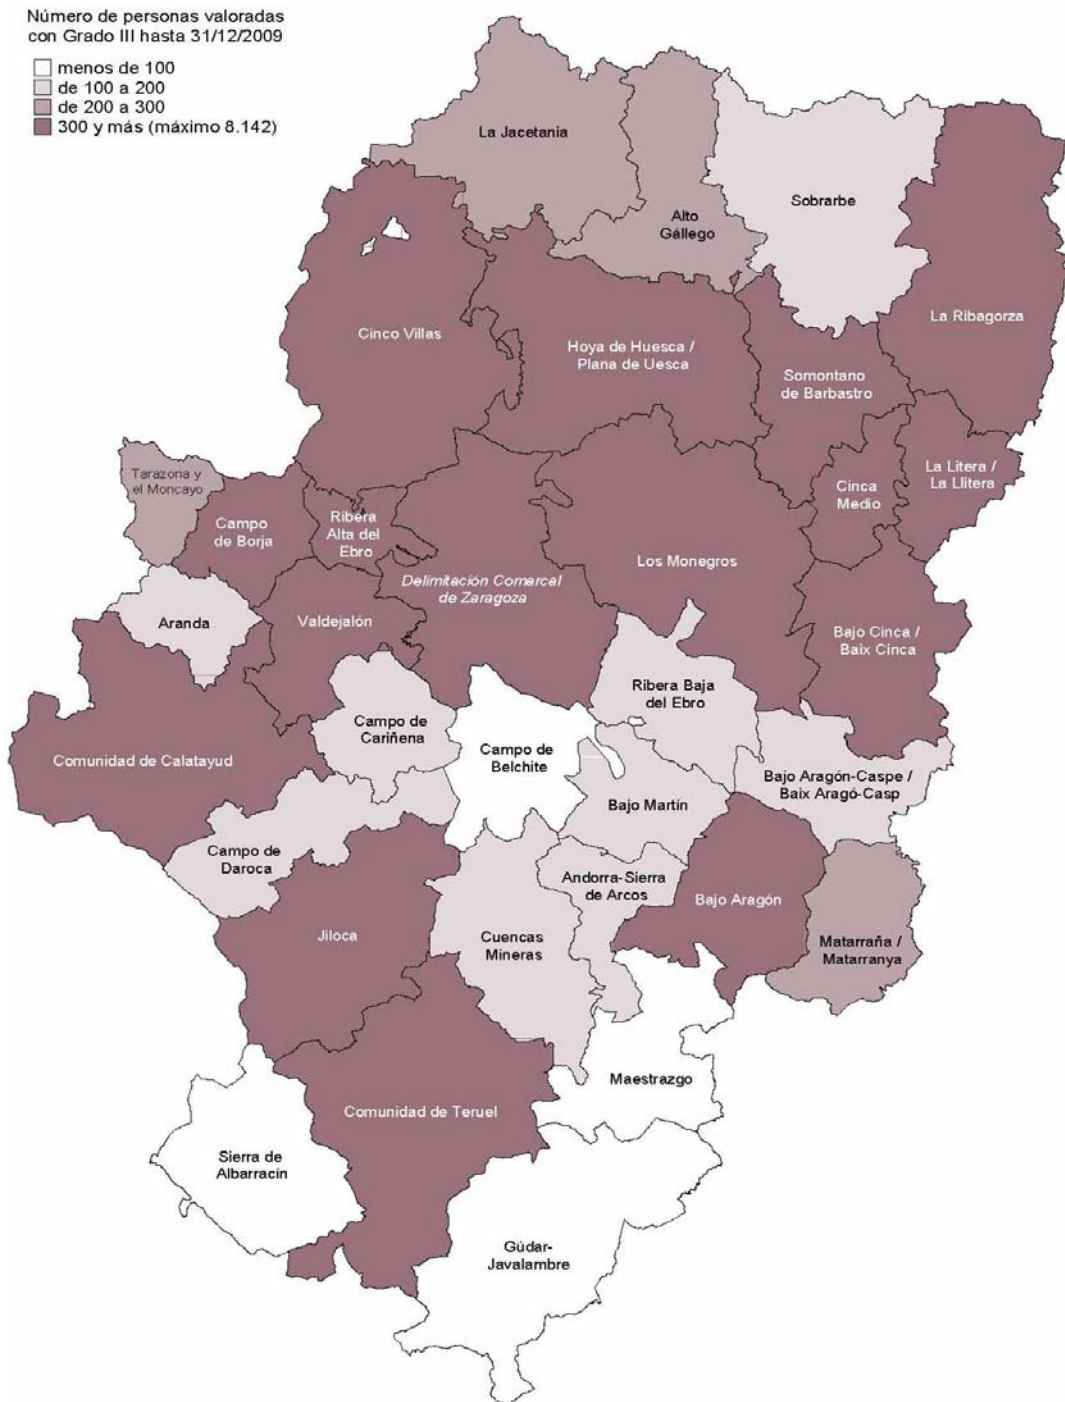 Número de personas valoradas
con Grado III hasta 31/12/2009
menos de 100
de 100 a 200
de 200 a 300
300 y más (máximo 8.142)
La Jacetania
Alto
Gállego
Sobrarbe
La Ribagorza
Cinco Villas
Hoya de Huesca /
Plana de Uesca
Somontano
de Barbastro
Tarazona y
el Moncayo
Campo
de Borja
Ribera
Alta del
Ebro
Cinca
Medio
La Litera /
La Llitera
Delimitación Comarcal
de Zaragoza
Los Monegros
Aranda
Valdejalón
Bajo Cinca /
Baix Cinca
Ribera Baja
del Ebro
Campo de
Cariñena
Comunidad de Calatayud
Campo de
Belchite
Bajo Aragón-Caspe /
Baix Aragó-Casp
Bajo Martín
Campo de
Daroca
Andorra-Sierra
de Arcos
Bajo Aragón
Jiloca
Cuencas
Mineras
Matarraña /
Matarranya
Maestrazgo
Comunidad de Teruel
Sierra de
Albarracín
Gúdar-
Javalambre